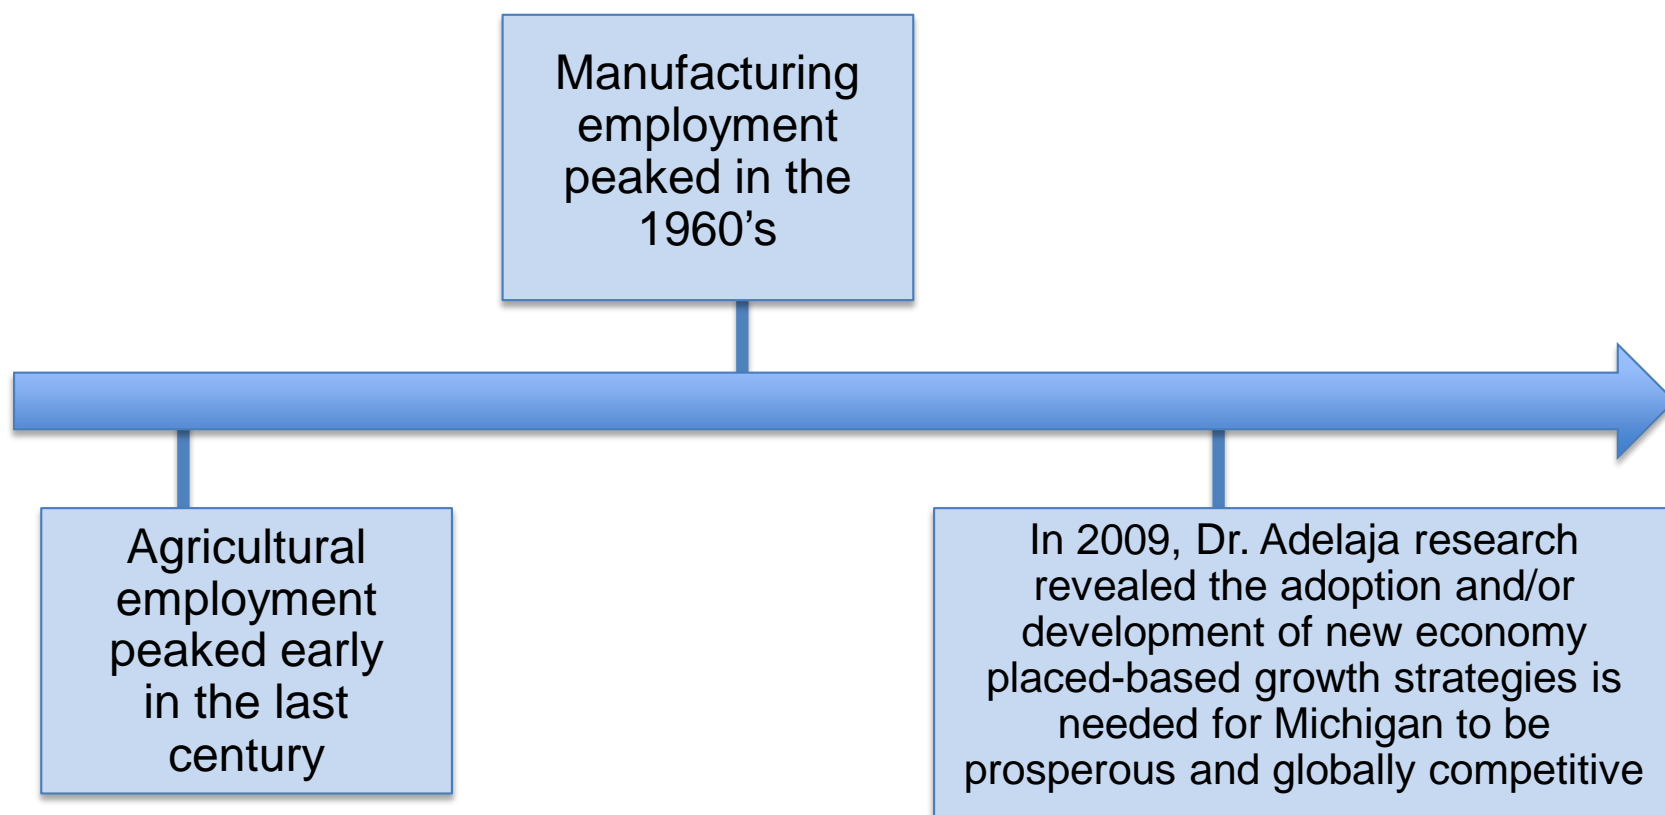 Manufacturing
employment
peaked in the
1960’s
Agricultural
employment
peaked early
in the last
century
In 2009, Dr. Adelaja research
revealed the adoption and/or
development of new economy
placed-based growth strategies is
needed for Michigan to be
prosperous and globally competitive